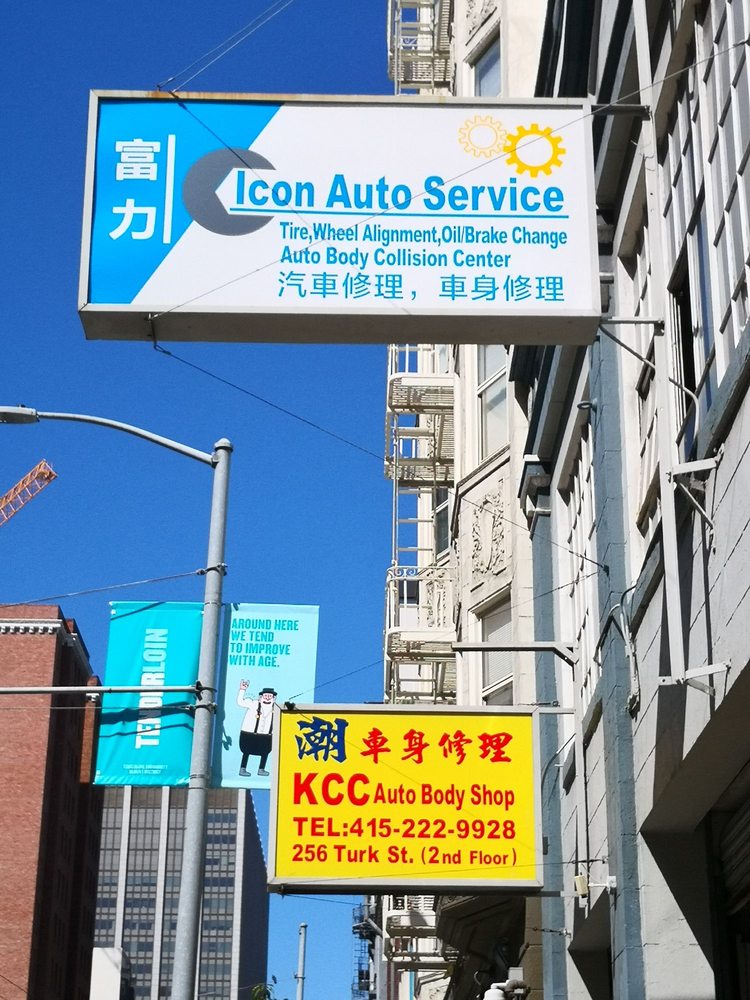 富力
Icon Auto Service
Tire,Wheel Alignment,Oil/Brake Change
Auto Body Collision Center
汽車修理，車身修理
TENDERLOIN
AROUND HERE
WE TEND
TO IMPROVE
WITH AGE.
潮 車身修理
KCC Auto Body Shop
TEL:415-222-9928
256 Turk St. (2nd Floor)